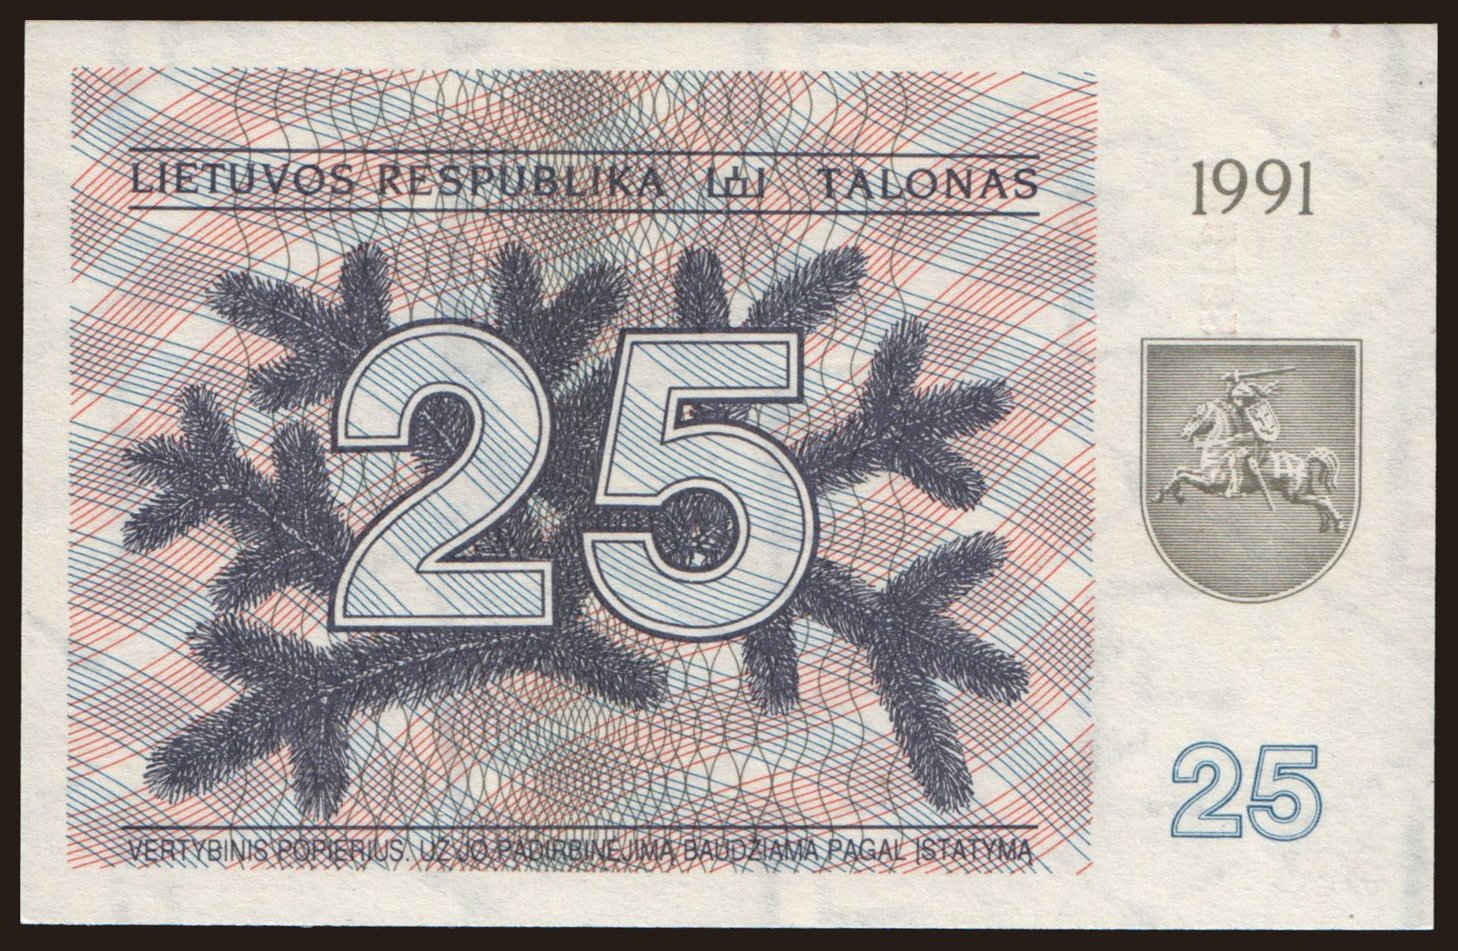 LIETUVOS RESPUBLIKA TALONAS
1991
25
25
VERTYBINIS POPIERIUS. UŽ JO PADIRBINĖJIMĄ BAUDŽIAMA PAGAL ĮSTATYMĄ